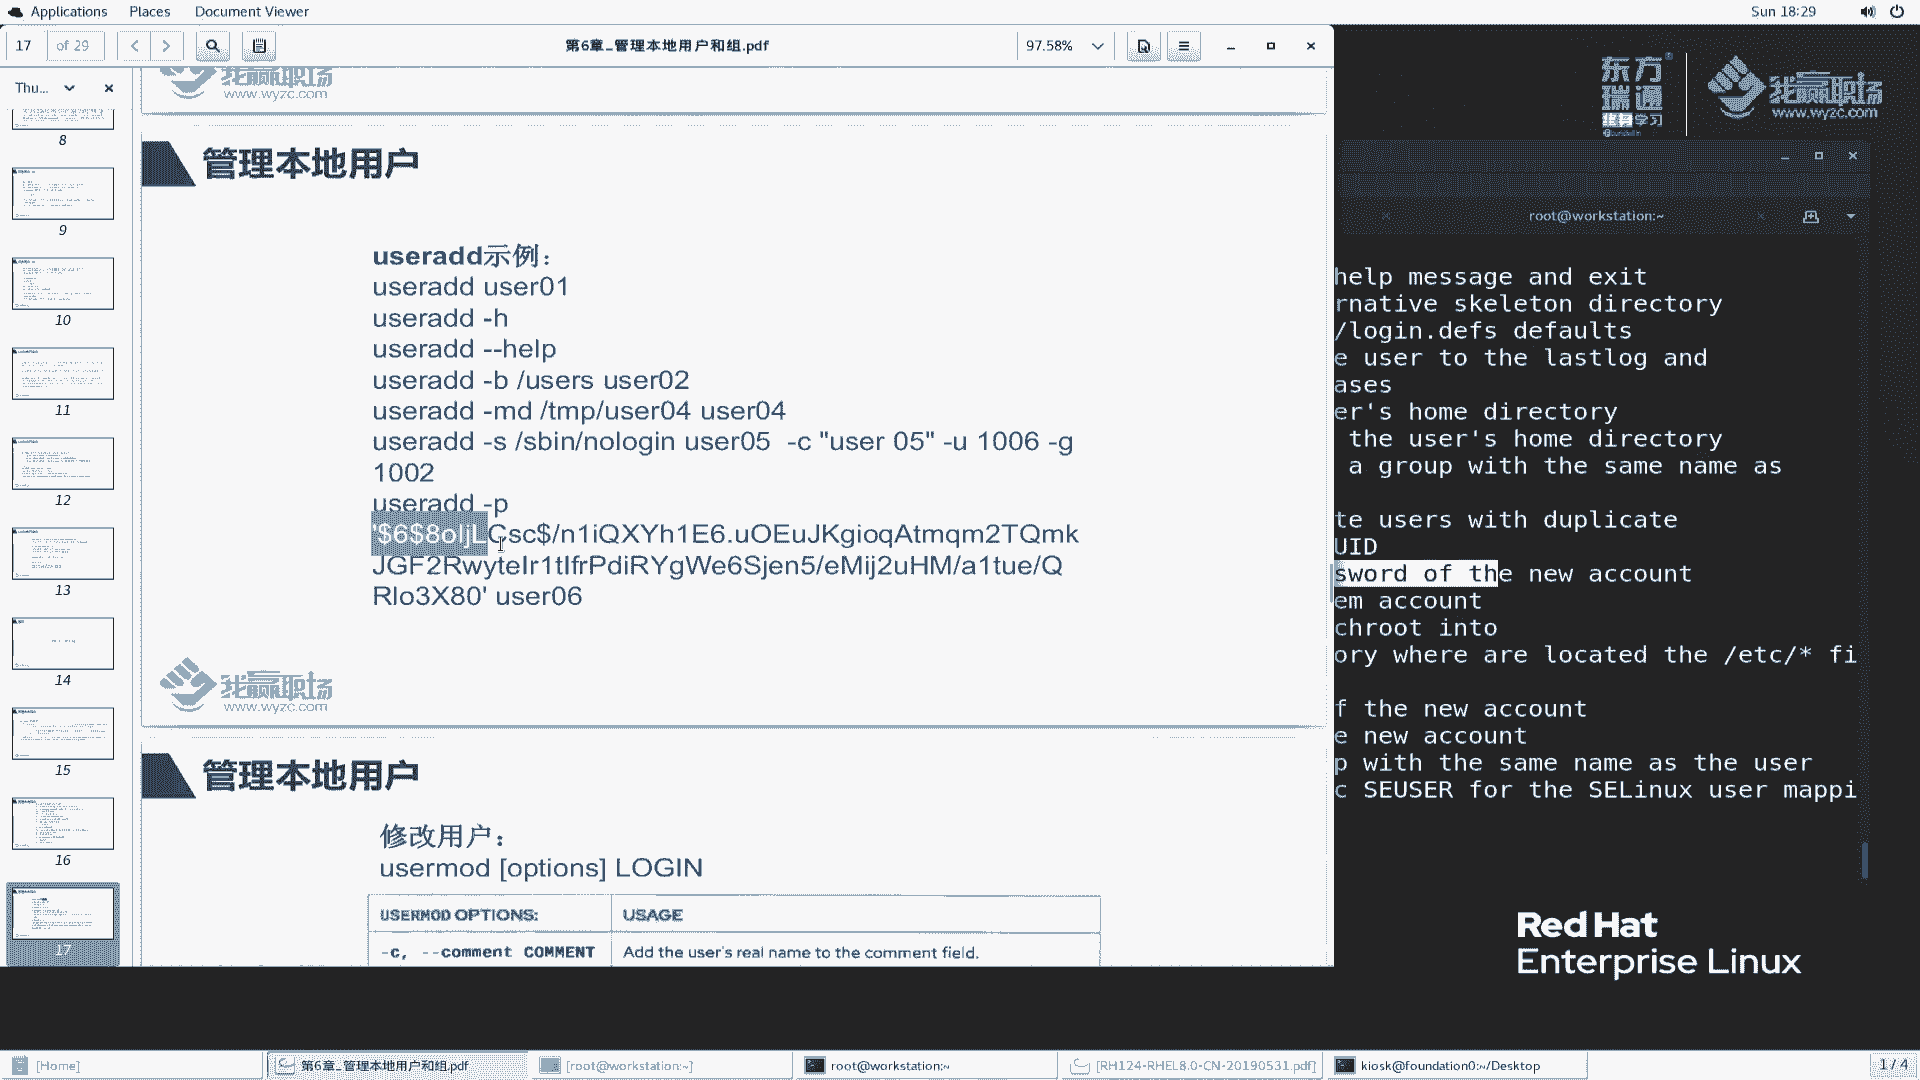 Applications Places Document Viewer Sun 18:29
17 of 29 第6章_管理本地用户和组.pdf 97.58%
Thu...
8
9
10
11
12
13
14
15
16
17
我赢职场
www.wyzc.com
管理本地用户
useradd示例：
useradd user01
useradd -h
useradd --help
useradd -b /users user02
useradd -md /tmp/user04 user04
useradd -s /sbin/nologin user05 -c "user 05" -u 1006 -g
1002
useradd -p
'$6$8oIjLCsc$/n1iQXYh1E6.uOEuJKgioqAtmqm2TQmk
JGF2RwyteIr1tIfrPdiRYgWe6Sjen5/eMij2uHM/a1tue/Q
RIo3X80' user06
我赢职场
www.wyzc.com
管理本地用户
修改用户：
usermod [options] LOGIN
USERMOD OPTIONS: USAGE
-c, --comment COMMENT Add the user's real name to the comment field.
东方
瑞通
终身学习
我赢职场
www.wyzc.com
root@workstation:~
help message and exit
rnative skeleton directory
/login.defs defaults
e user to the lastlog and
ases
er's home directory
the user's home directory
a group with the same name as
te users with duplicate
UID
sword of the new account
em account
chroot into
ory where are located the /etc/* fi
f the new account
e new account
p with the same name as the user
c SEUSER for the SELinux user mappi
Red Hat
Enterprise Linux
[Home] 第6章_管理本地用户和组.pdf [root@workstation:~] root@workstation:~ [RH124-RHEL8.0-CN-20190531.pdf] kiosk@foundation0:~/Desktop 1 / 4